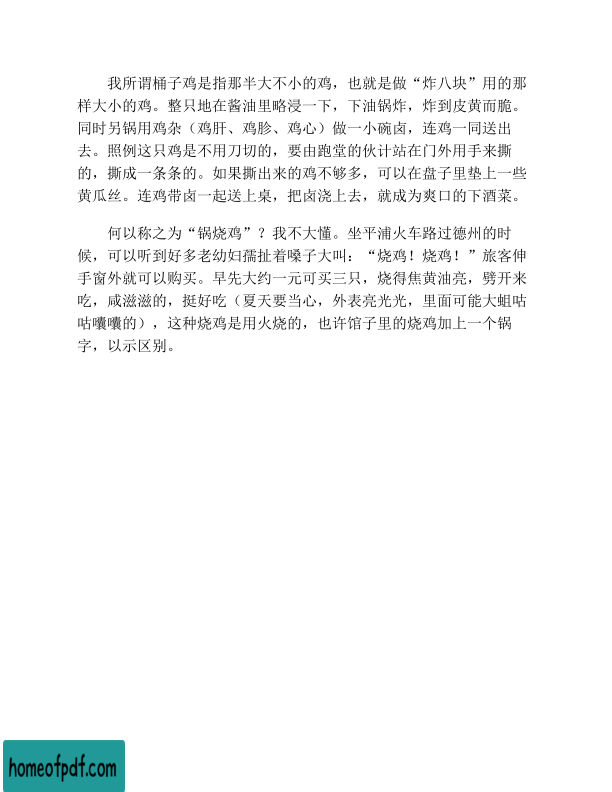 我所谓桶子鸡是指那半大不小的鸡，也就是做“炸八块”用的那
样大小的鸡。整只地在酱油里略浸一下，下油锅炸，炸到皮黄而脆。
同时另锅用鸡杂（鸡肝、鸡胗、鸡心）做一小碗卤，连鸡一同送出
去。照例这只鸡是不用刀切的，要由跑堂的伙计站在门外用手来撕
的，撕成一条条的。如果撕出来的鸡不够多，可以在盘子里垫上一些
黄瓜丝。连鸡带卤一起送上桌，把卤浇上去，就成为爽口的下酒菜。
何以称之为“锅烧鸡”？我不大懂。坐平浦火车路过德州的时
候，可以听到好多老幼妇孺扯着嗓子大叫：“烧鸡！烧鸡！”旅客伸
手窗外就可以购买。早先大约一元可买三只，烧得焦黄油亮，劈开来
吃，咸滋滋的，挺好吃（夏天要当心，外表亮光光，里面可能大蛆咕
咕嚷嚷的），这种烧鸡是用火烧的，也许馆子里的烧鸡加上一个锅
字，以示区别。
homeofpdf.com